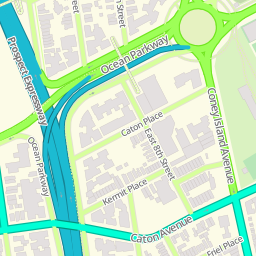 Street
Ocean Parkway
Prospect Expressway
Coney Island Avenue
Caton Place
East 8th Street
Ocean Parkway
Kermit Place
Caton Avenue
Friel Place